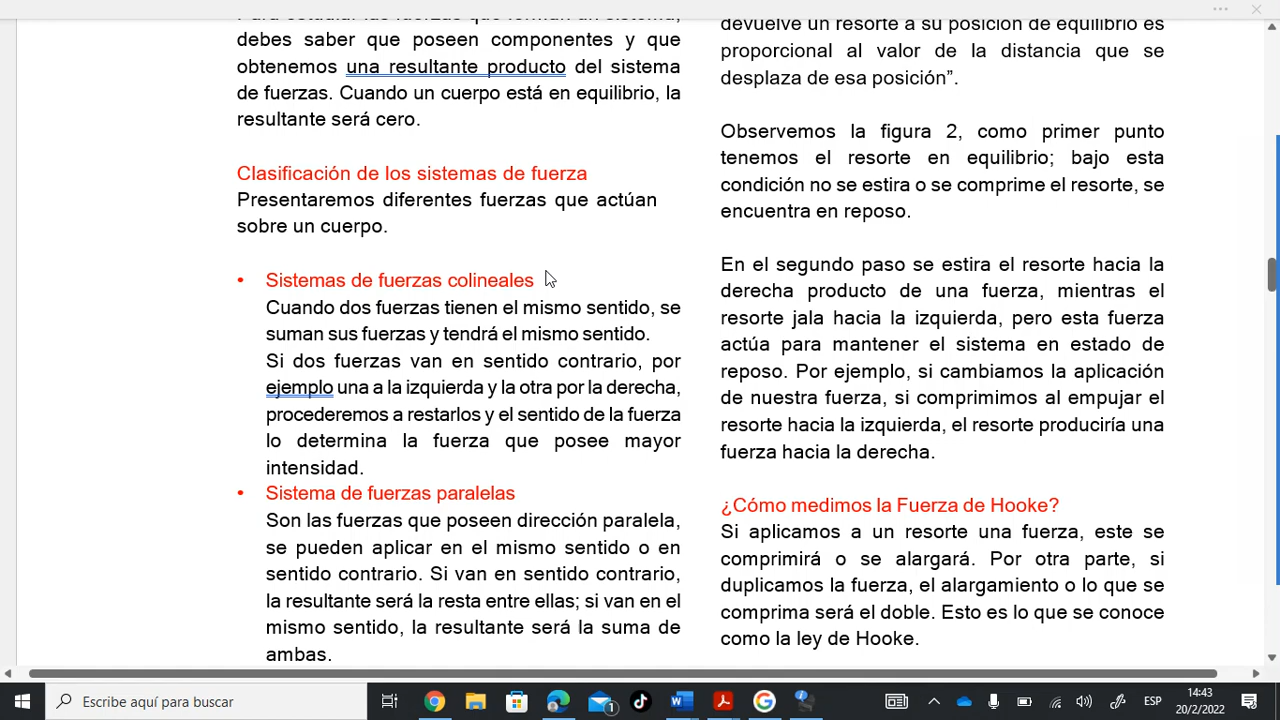 Para estudiar las fuerzas que forman un sistema,
debes saber que poseen componentes y que
obtenemos una resultante producto del sistema
de fuerzas. Cuando un cuerpo está en equilibrio, la
resultante será cero.
Clasificación de los sistemas de fuerza
Presentaremos diferentes fuerzas que actúan
sobre un cuerpo.
• Sistemas de fuerzas colineales
Cuando dos fuerzas tienen el mismo sentido, se
suman sus fuerzas y tendrá el mismo sentido.
Si dos fuerzas van en sentido contrario, por
ejemplo una a la izquierda y la otra por la derecha,
procederemos a restarlos y el sentido de la fuerza
lo determina la fuerza que posee mayor
intensidad.
• Sistema de fuerzas paralelas
Son las fuerzas que poseen dirección paralela,
se pueden aplicar en el mismo sentido o en
sentido contrario. Si van en sentido contrario,
la resultante será la resta entre ellas; si van en el
mismo sentido, la resultante será la suma de
ambas.
devuelve un resorte a su posición de equilibrio es
proporcional al valor de la distancia que se
desplaza de esa posición”.
Observemos la figura 2, como primer punto
tenemos el resorte en equilibrio; bajo esta
condición no se estira o se comprime el resorte, se
encuentra en reposo.
En el segundo paso se estira el resorte hacia la
derecha producto de una fuerza, mientras el
resorte jala hacia la izquierda, pero esta fuerza
actúa para mantener el sistema en estado de
reposo. Por ejemplo, si cambiamos la aplicación
de nuestra fuerza, si comprimimos al empujar el
resorte hacia la izquierda, el resorte produciría una
fuerza hacia la derecha.
¿Cómo medimos la Fuerza de Hooke?
Si aplicamos a un resorte una fuerza, este se
comprimirá o se alargará. Por otra parte, si
duplicamos la fuerza, el alargamiento o lo que se
comprima será el doble. Esto es lo que se conoce
como la ley de Hooke.
Escribe aquí para buscar
1
ESP
14:43
20/2/2022